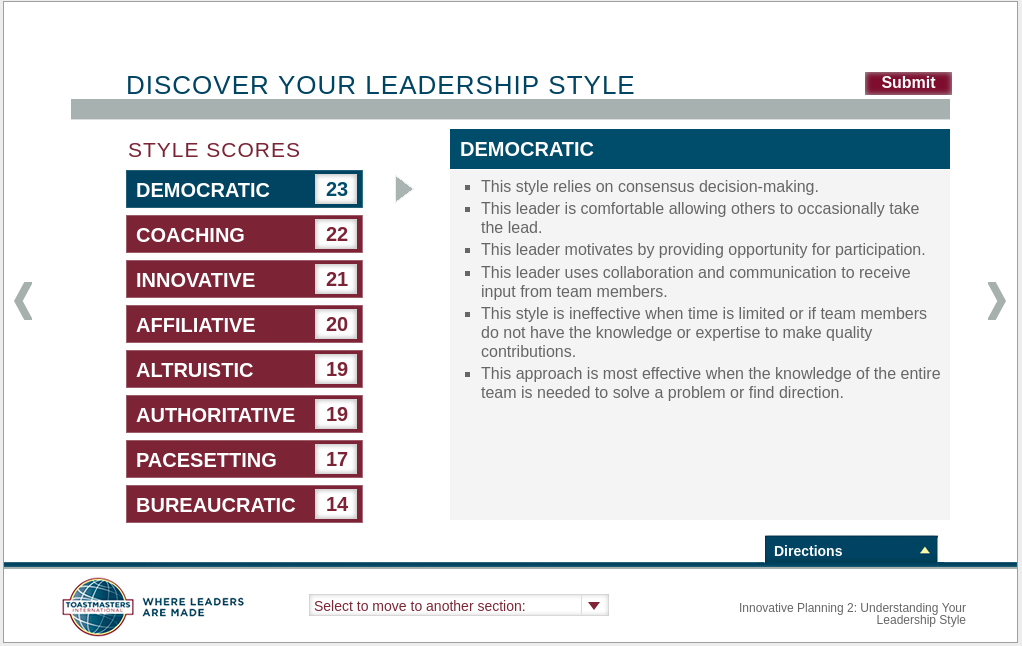 DISCOVER YOUR LEADERSHIP STYLE
Submit
STYLE SCORES
DEMOCRATIC 23
COACHING 22
INNOVATIVE 21
AFFILIATIVE 20
ALTRUISTIC 19
AUTHORITATIVE 19
PACESETTING 17
BUREAUCRATIC 14
DEMOCRATIC
This style relies on consensus decision-making.
This leader is comfortable allowing others to occasionally take
the lead.
This leader motivates by providing opportunity for participation.
This leader uses collaboration and communication to receive
input from team members.
This style is ineffective when time is limited or if team members
do not have the knowledge or expertise to make quality
contributions.
This approach is most effective when the knowledge of the entire
team is needed to solve a problem or find direction.
Directions
TOASTMASTERS
INTERNATIONAL
WHERE LEADERS
ARE MADE
Select to move to another section:
Innovative Planning 2: Understanding Your
Leadership Style